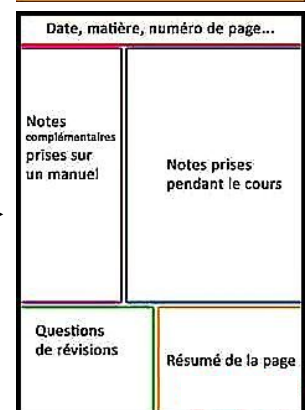 Date, matière, numéro de page...
Notes
complémentaires
prises sur
un manuel
Notes prises
pendant le cours
Questions
de révisions
Résumé de la page